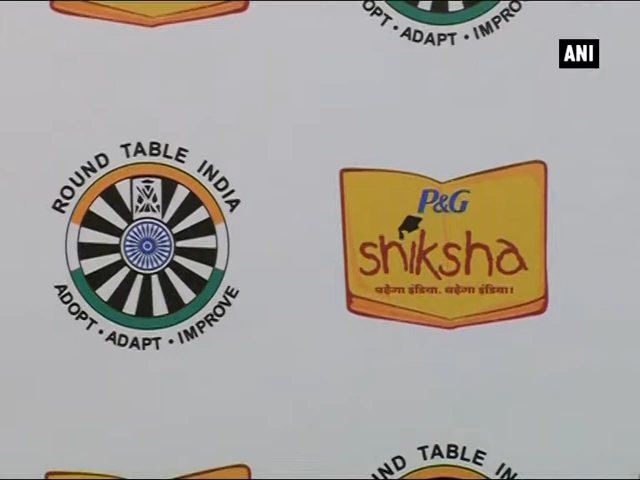 ADOPT • ADAPT • IMPRO
ANI
ROUND TABLE INDIA
ADOPT • ADAPT • IMPROVE
P&G
shiksha
पढ़ेगा इंडिया. बढ़ेगा इंडिया!
ND TABLE IN